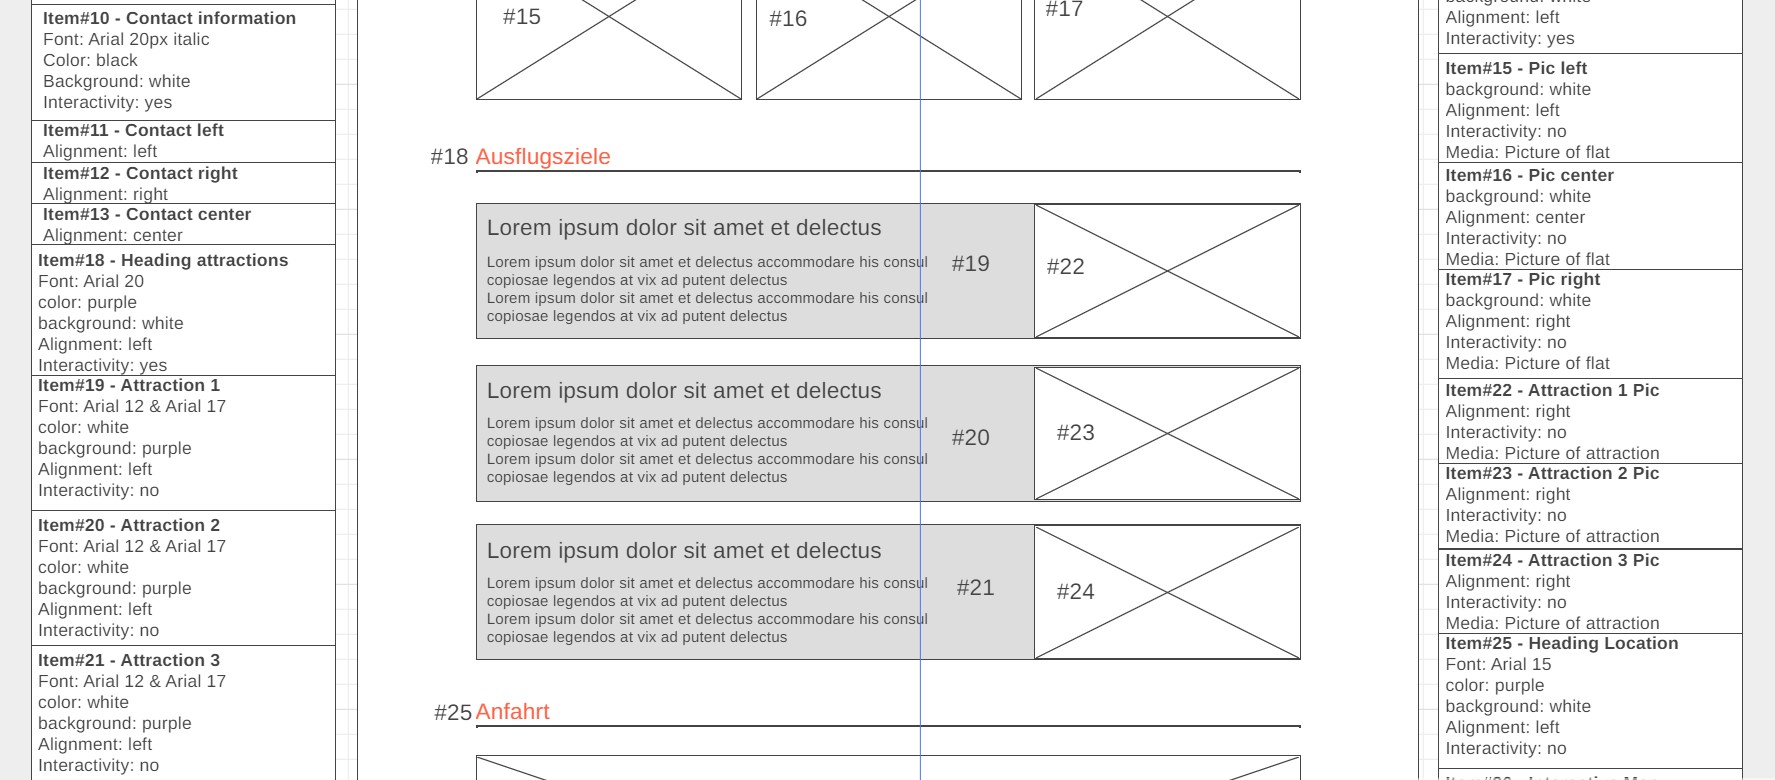 Item#10 - Contact information
Font: Arial 20px italic
Color: black
Background: white
Interactivity: yes
Item#11 - Contact left
Alignment: left
Item#12 - Contact right
Alignment: right
Item#13 - Contact center
Alignment: center
Item#18 - Heading attractions
Font: Arial 20
color: purple
background: white
Alignment: left
Interactivity: yes
Item#19 - Attraction 1
Font: Arial 12 & Arial 17
color: white
background: purple
Alignment: left
Interactivity: no
Item#20 - Attraction 2
Font: Arial 12 & Arial 17
color: white
background: purple
Alignment: left
Interactivity: no
Item#21 - Attraction 3
Font: Arial 12 & Arial 17
color: white
background: purple
Alignment: left
Interactivity: no
#15
#16
#17
#18 Ausflugsziele
Lorem ipsum dolor sit amet et delectus
Lorem ipsum dolor sit amet et delectus accommodare his consul
copiosae legendos at vix ad putent delectus
Lorem ipsum dolor sit amet et delectus accommodare his consul
copiosae legendos at vix ad putent delectus
#19
#22
Lorem ipsum dolor sit amet et delectus
Lorem ipsum dolor sit amet et delectus accommodare his consul
copiosae legendos at vix ad putent delectus
Lorem ipsum dolor sit amet et delectus accommodare his consul
copiosae legendos at vix ad putent delectus
#20
#23
Lorem ipsum dolor sit amet et delectus
Lorem ipsum dolor sit amet et delectus accommodare his consul
copiosae legendos at vix ad putent delectus
Lorem ipsum dolor sit amet et delectus accommodare his consul
copiosae legendos at vix ad putent delectus
#21
#24
#25 Anfahrt
background: white
Alignment: left
Interactivity: yes
Item#15 - Pic left
background: white
Alignment: left
Interactivity: no
Media: Picture of flat
Item#16 - Pic center
background: white
Alignment: center
Interactivity: no
Media: Picture of flat
Item#17 - Pic right
background: white
Alignment: right
Interactivity: no
Media: Picture of flat
Item#22 - Attraction 1 Pic
Alignment: right
Interactivity: no
Media: Picture of attraction
Item#23 - Attraction 2 Pic
Alignment: right
Interactivity: no
Media: Picture of attraction
Item#24 - Attraction 3 Pic
Alignment: right
Interactivity: no
Media: Picture of attraction
Item#25 - Heading Location
Font: Arial 15
color: purple
background: white
Alignment: left
Interactivity: no